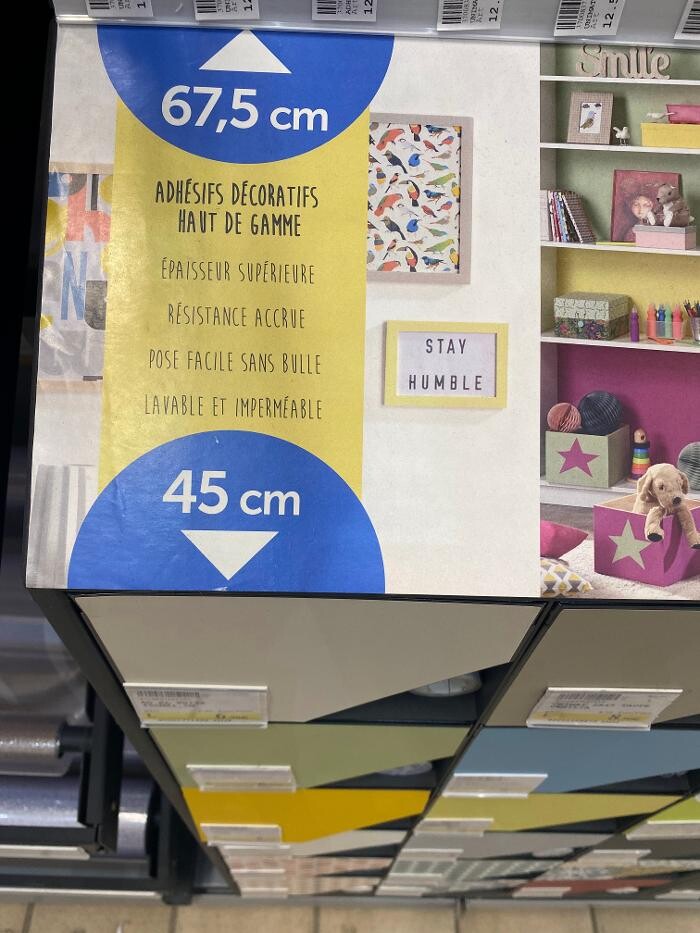 67,5 cm
ADHÉSIFS DÉCORATIFS
HAUT DE GAMME
ÉPAISSEUR SUPÉRIEURE
RÉSISTANCE ACCRUE
POSE FACILE SANS BULLE
LAVABLE ET IMPERMÉABLE
45 cm
STAY
HUMBLE
Smile